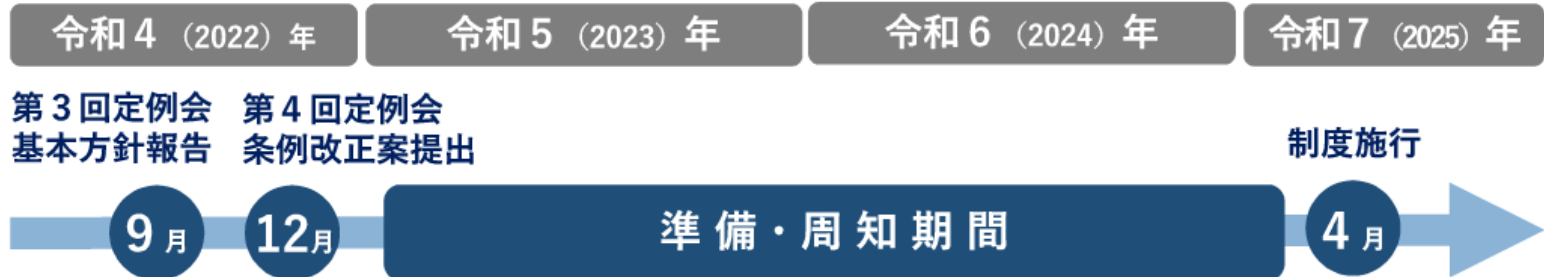 令和４（2022）年
令和５（2023）年
令和６（2024）年
令和７（2025）年
第３回定例会
基本方針報告
第４回定例会
条例改正案提出
制度施行
９月
12月
準備・周知期間
４月